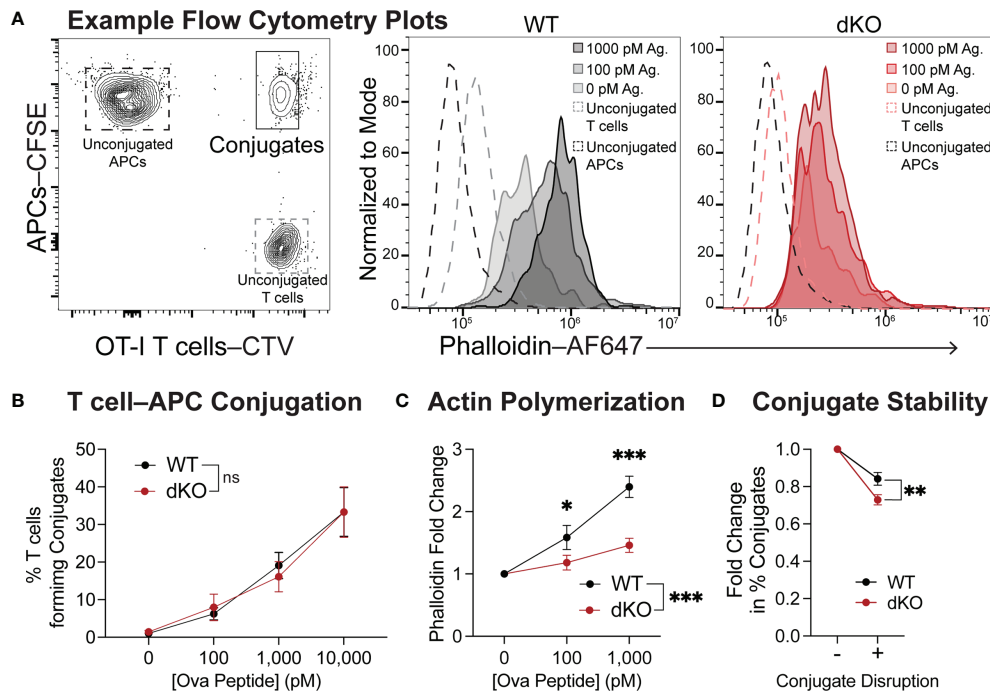 A Example Flow Cytometry Plots
APCs–CFSE
Unconjugated
APCs
Conjugates
Unconjugated
T cells
OT-I T cells–CTV
WT
Normalized to Mode
100
80
60
40
20
0
1000 pM Ag.
100 pM Ag.
0 pM Ag.
Unconjugated
T cells
Unconjugated
APCs
10⁵ 10⁶ 10⁷
dKO
100
80
60
40
20
0
1000 pM Ag.
100 pM Ag.
0 pM Ag.
Unconjugated
T cells
Unconjugated
APCs
10⁵ 10⁶ 10⁷
Phalloidin–AF647
B T cell–APC Conjugation
% T cells
forming Conjugates
50
40
30
20
10
0
WT
dKO
ns
0 100 1,000 10,000
[Ova Peptide] (pM)
C Actin Polymerization
Phalloidin Fold Change
3
2
1
0
*
***
WT
dKO
***
0 100 1,000
[Ova Peptide] (pM)
D Conjugate Stability
Fold Change
in % Conjugates
1.0
0.8
0.6
0.4
0.2
0.0
**
WT
dKO
- +
Conjugate Disruption